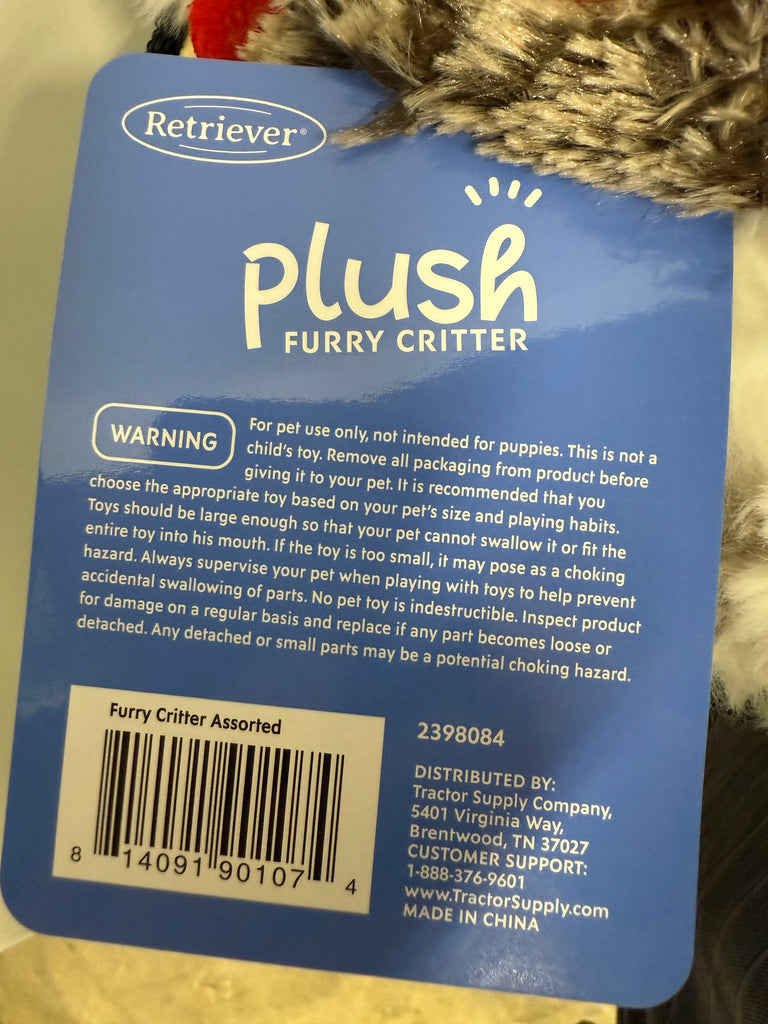 Retriever®
plush
FURRY CRITTER
WARNING
For pet use only, not intended for puppies. This is not a
child's toy. Remove all packaging from product before
giving it to your pet. It is recommended that you
choose the appropriate toy based on your pet's size and playing habits.
Toys should be large enough so that your pet cannot swallow it or fit the
entire toy into his mouth. If the toy is too small, it may pose as a choking
hazard. Always supervise your pet when playing with toys to help prevent
accidental swallowing of parts. No pet toy is indestructible. Inspect product
for damage on a regular basis and replace if any part becomes loose or
detached. Any detached or small parts may be a potential choking hazard.
Furry Critter Assorted
8 14091 90107 4
2398084
DISTRIBUTED BY:
Tractor Supply Company,
5401 Virginia Way,
Brentwood, TN 37027
CUSTOMER SUPPORT:
1-888-376-9601
www.TractorSupply.com
MADE IN CHINA